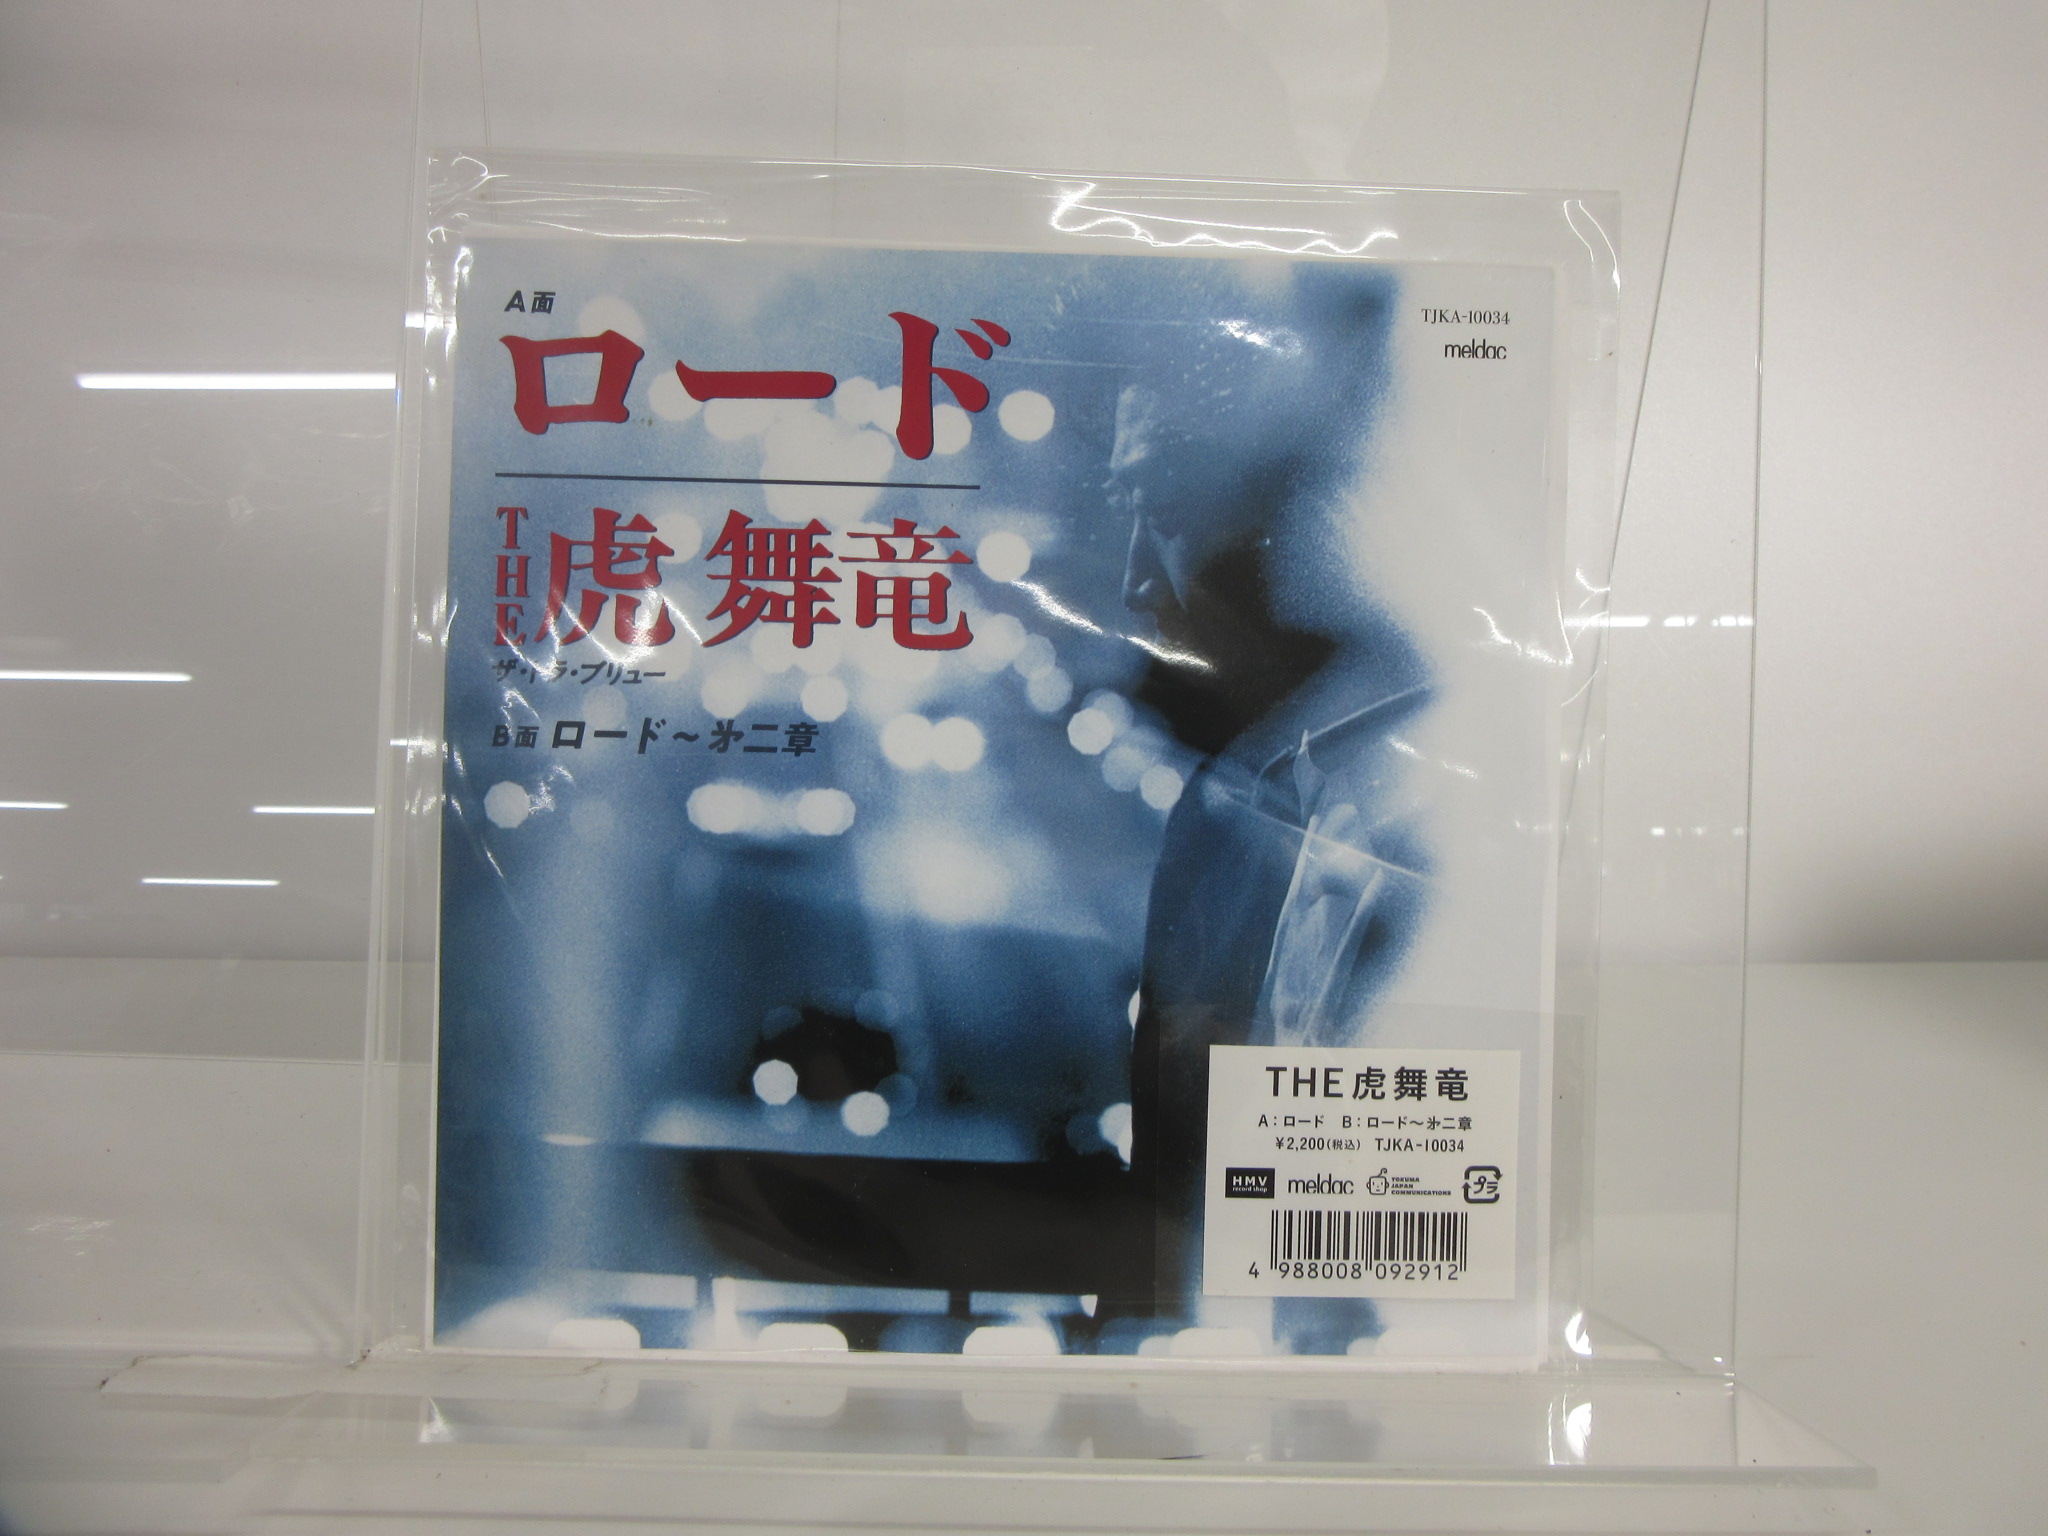 A面
ロード
THE虎舞竜
ザ・トラ・ブリュー
B面 ロード～㐧二章
TJKA-10034
meldac
THE虎舞竜
A：ロード B：ロード～㐧二章
¥2,200(税込) TJKA-10034
HMV record shop
meldac
TOKUMA JAPAN COMMUNICATIONS
プラ
4 988008 092912